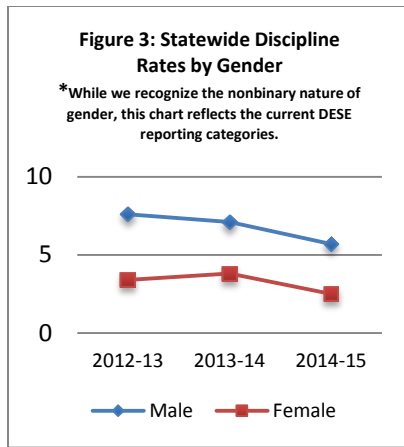 Figure 3: Statewide Discipline
Rates by Gender
*While we recognize the nonbinary nature of
gender, this chart reflects the current DESE
reporting categories.
10
5
0
2012-13 2013-14 2014-15
Male Female